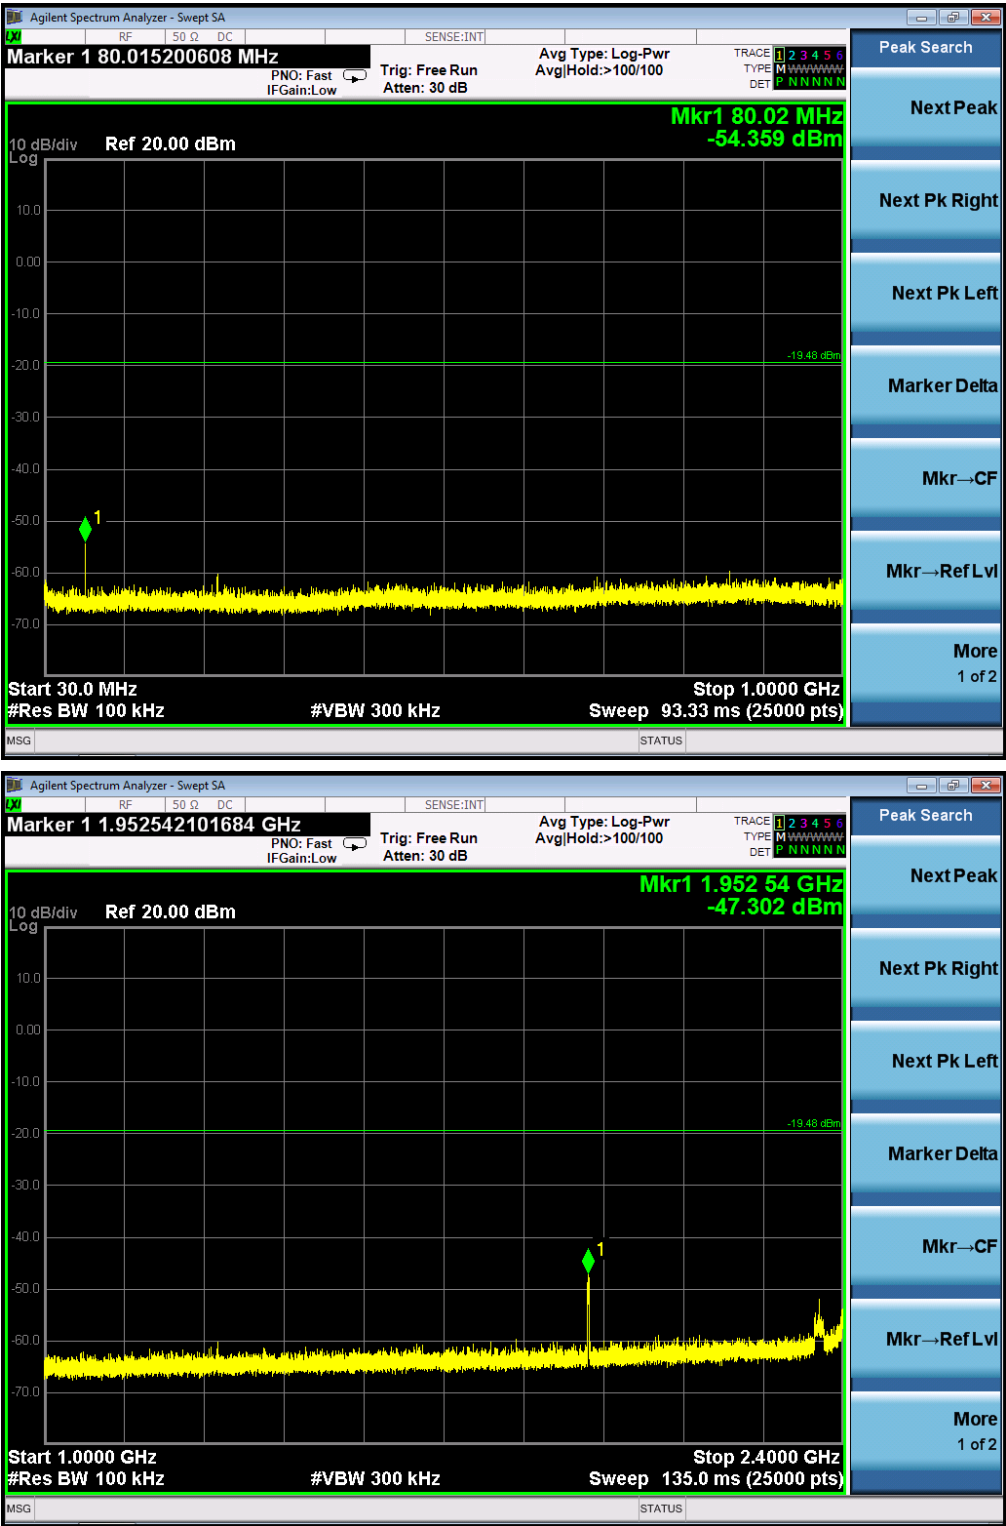 Agilent Spectrum Analyzer - Swept SA
LXI RF 50 Ω DC SENSE:INT
Marker 1 80.015200608 MHz
PNO: Fast
IFGain:Low
Trig: Free Run
Atten: 30 dB
Avg Type: Log-Pwr
Avg|Hold:>100/100
TRACE 1 2 3 4 5 6
TYPE M WWWWW
DET P N N N N N
Peak Search
Mkr1 80.02 MHz
-54.359 dBm
10 dB/div Ref 20.00 dBm
Log
10.0
0.00
-10.0
-19.48 dBm
-20.0
-30.0
-40.0
1
-50.0
-60.0
-70.0
Start 30.0 MHz
Stop 1.0000 GHz
#Res BW 100 kHz
#VBW 300 kHz
Sweep 93.33 ms (25000 pts)
Next Peak
Next Pk Right
Next Pk Left
Marker Delta
Mkr→CF
Mkr→Ref Lvl
More
1 of 2
MSG
STATUS
Agilent Spectrum Analyzer - Swept SA
LXI RF 50 Ω DC SENSE:INT
Marker 1 1.952542101684 GHz
PNO: Fast
IFGain:Low
Trig: Free Run
Atten: 30 dB
Avg Type: Log-Pwr
Avg|Hold:>100/100
TRACE 1 2 3 4 5 6
TYPE M WWWWW
DET P N N N N N
Peak Search
Mkr1 1.952 54 GHz
-47.302 dBm
10 dB/div Ref 20.00 dBm
Log
10.0
0.00
-10.0
-19.48 dBm
-20.0
-30.0
-40.0
1
-50.0
-60.0
-70.0
Start 1.0000 GHz
Stop 2.4000 GHz
#Res BW 100 kHz
#VBW 300 kHz
Sweep 135.0 ms (25000 pts)
Next Peak
Next Pk Right
Next Pk Left
Marker Delta
Mkr→CF
Mkr→Ref Lvl
More
1 of 2
MSG
STATUS